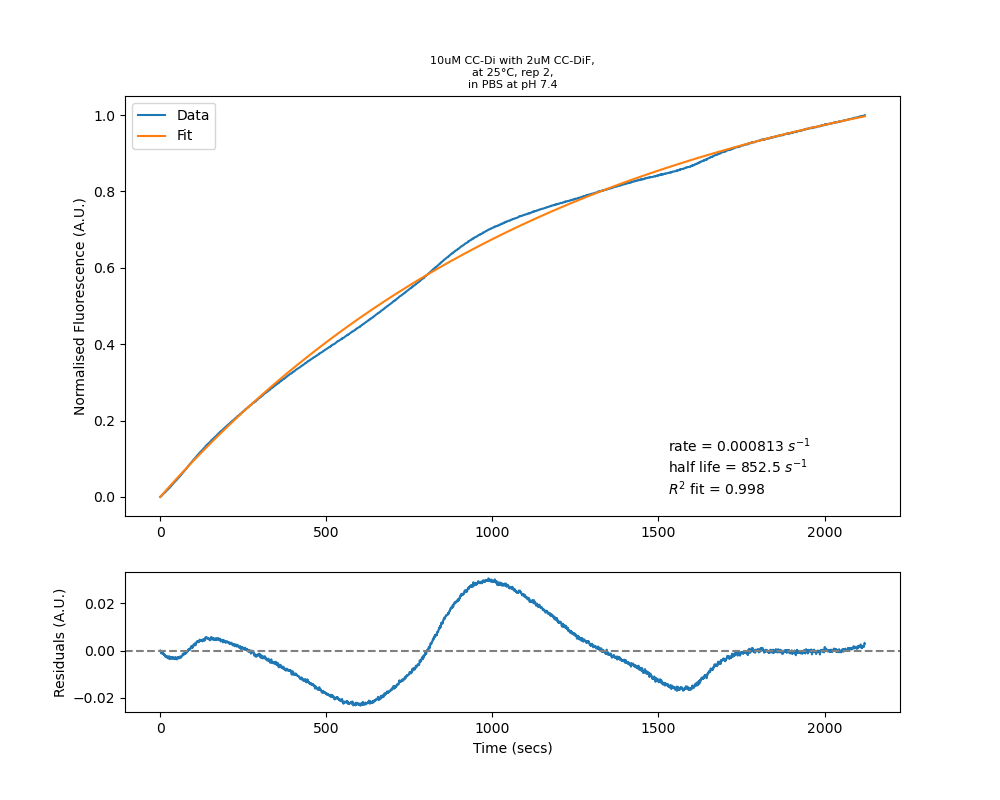 10uM CC-Di with 2uM CC-DiF,
at 25°C, rep 2,
in PBS at pH 7.4
Normalised Fluorescence (A.U.)
1.0
0.8
0.6
0.4
0.2
0.0
Data
Fit
rate = 0.000813 s⁻¹
half life = 852.5 s⁻¹
R² fit = 0.998
0 500 1000 1500 2000
Residuals (A.U.)
0.02
0.00
−0.02
0 500 1000 1500 2000
Time (secs)